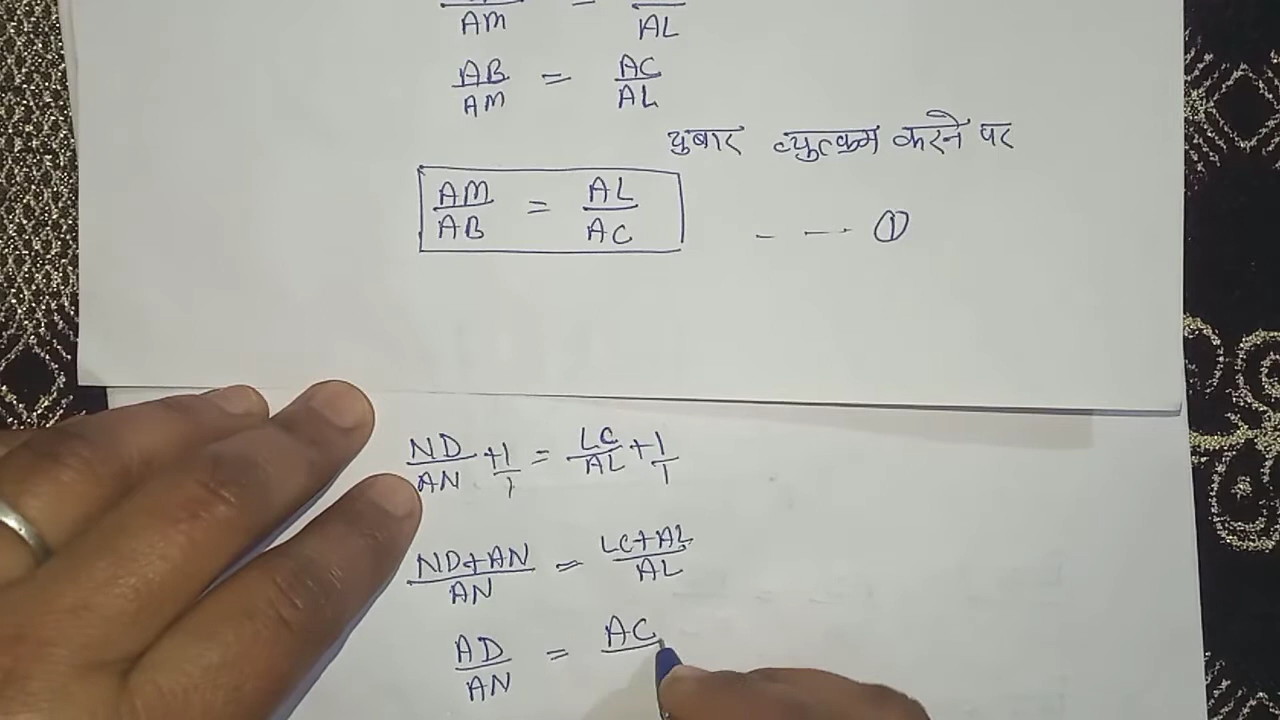 AM = AL
AB/AM = AC/AL
युबार व्युत्क्रम करने पर
AM/AB = AL/AC - - - ①
ND/AN + 1/1 = LC/AL + 1/1
ND+AN/AN = LC+AL/AL
AD/AN = AC